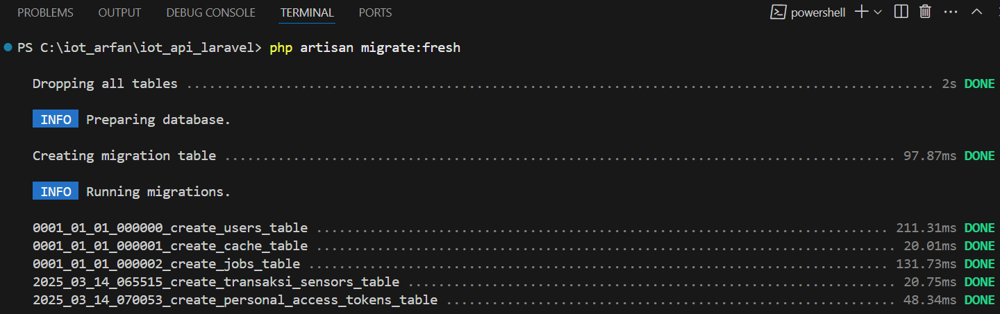 PROBLEMS OUTPUT DEBUG CONSOLE TERMINAL PORTS powershell
PS C:\iot_arfan\iot_api_laravel> php artisan migrate:fresh
Dropping all tables ................................................................................................. 2s DONE
INFO Preparing database.
Creating migration table ........................................................................................ 97.87ms DONE
INFO Running migrations.
0001_01_01_000000_create_users_table ........................................................................... 211.31ms DONE
0001_01_01_000001_create_cache_table ............................................................................ 20.01ms DONE
0001_01_01_000002_create_jobs_table ............................................................................ 131.73ms DONE
2025_03_14_065515_create_transaksi_sensors_table ................................................................ 20.75ms DONE
2025_03_14_070053_create_personal_access_tokens_table ........................................................... 48.34ms DONE